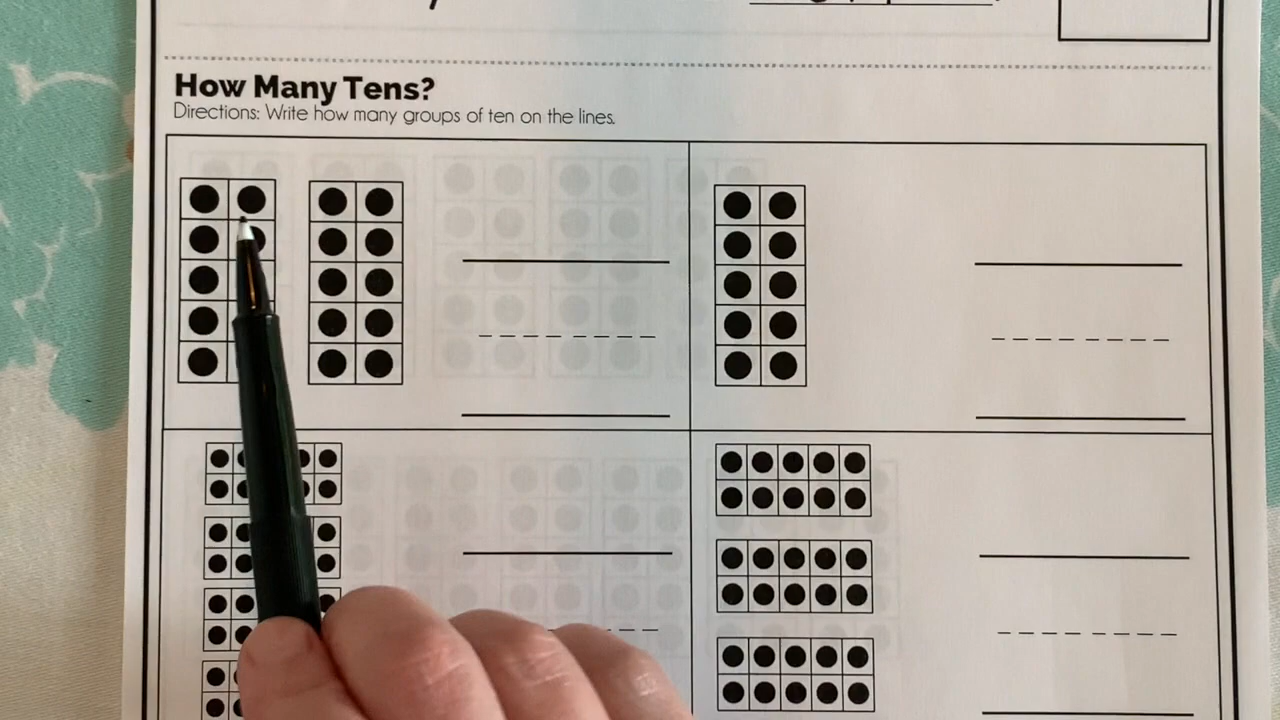 How Many Tens?
Directions: Write how many groups of ten on the lines.